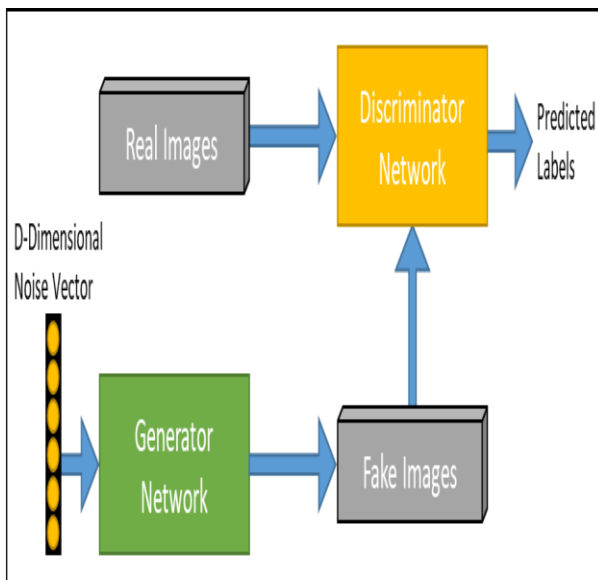 Real Images
Discriminator
Network
Predicted
Labels
D-Dimensional
Noise Vector
Generator
Network
Fake Images